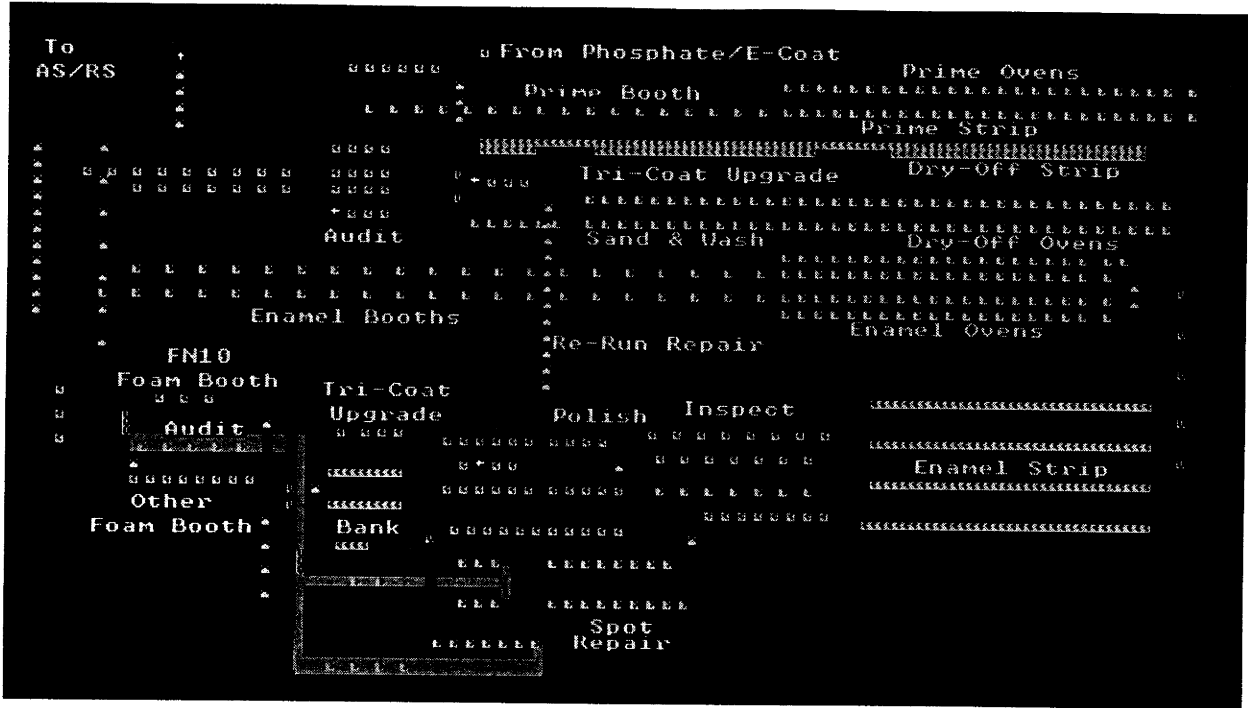 To
AS/RS
From Phosphate/E-Coat
Prime Ovens
Prime Booth
Prime Strip
Tri-Coat Upgrade
Dry-Off Strip
Audit
Sand & Wash
Dry-Off Ovens
Enamel Booths
Enamel Ovens
Re-Run Repair
FN10
Foam Booth
Tri-Coat
Upgrade
Polish
Inspect
Audit
Enamel Strip
Other
Foam Booth
Bank
Spot
Repair